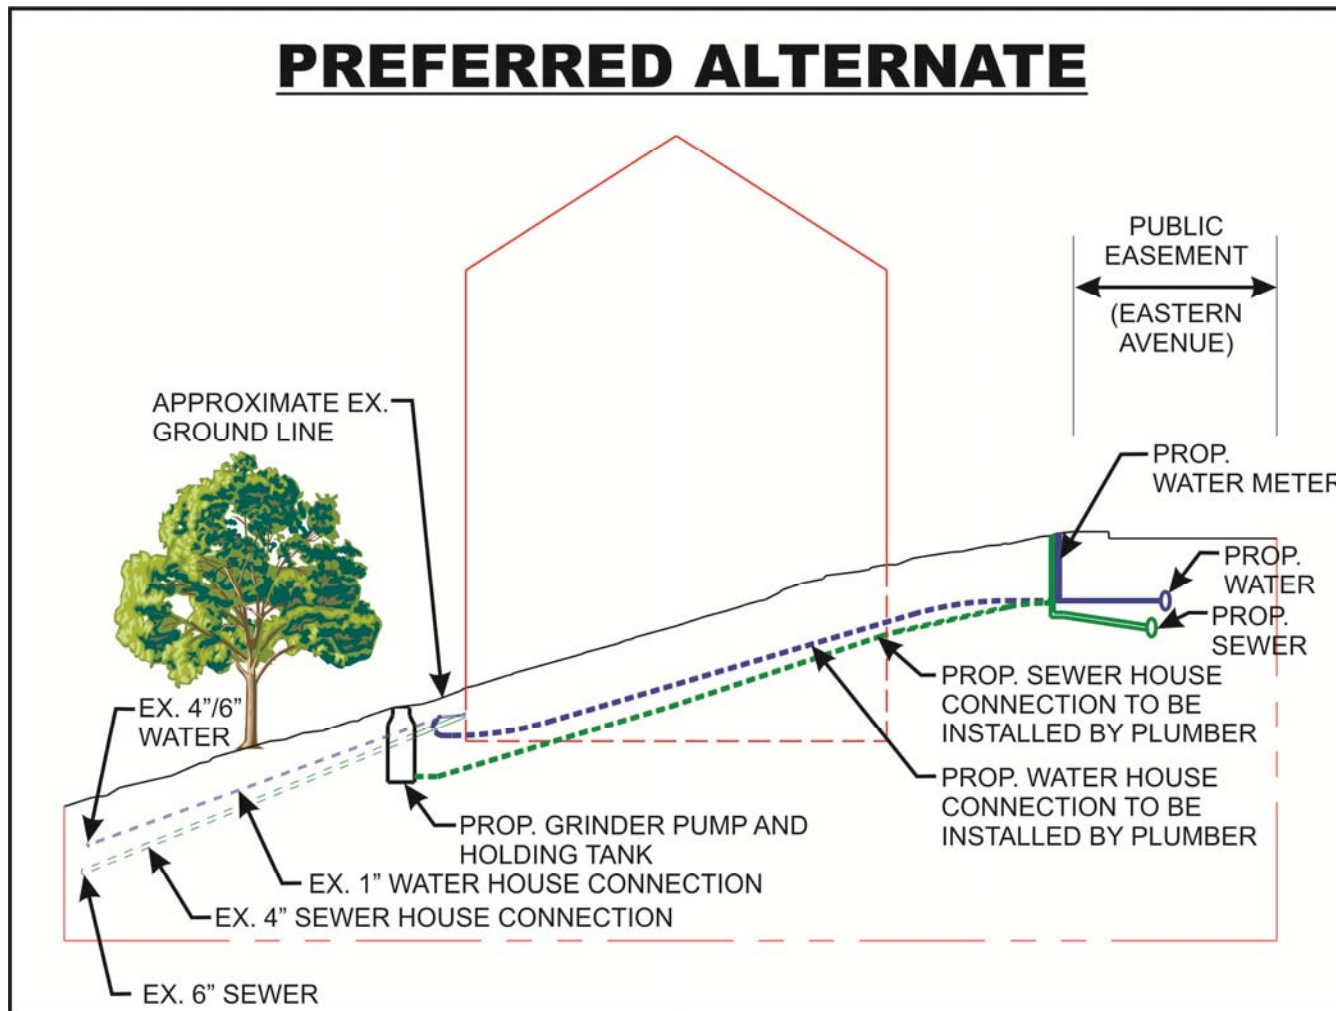 PREFERRED ALTERNATE
PUBLIC
EASEMENT
(EASTERN
AVENUE)
APPROXIMATE EX.
GROUND LINE
PROP.
WATER METER
PROP.
WATER
PROP.
SEWER
PROP. SEWER HOUSE
CONNECTION TO BE
INSTALLED BY PLUMBER
PROP. WATER HOUSE
CONNECTION TO BE
INSTALLED BY PLUMBER
EX. 4”/6”
WATER
PROP. GRINDER PUMP AND
HOLDING TANK
EX. 1” WATER HOUSE CONNECTION
EX. 4” SEWER HOUSE CONNECTION
EX. 6” SEWER